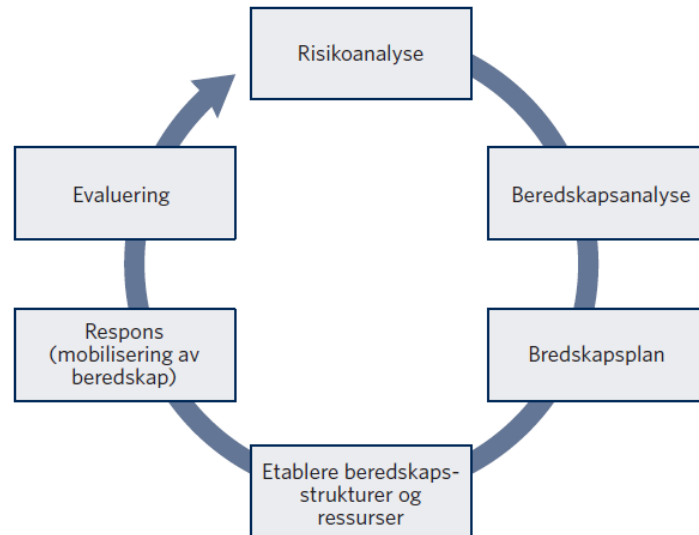 Risikoanalyse
Beredskapsanalyse
Bredskapsplan
Etablere beredskaps-
strukturer og
ressurser
Respons
(mobilisering av
beredskap)
Evaluering